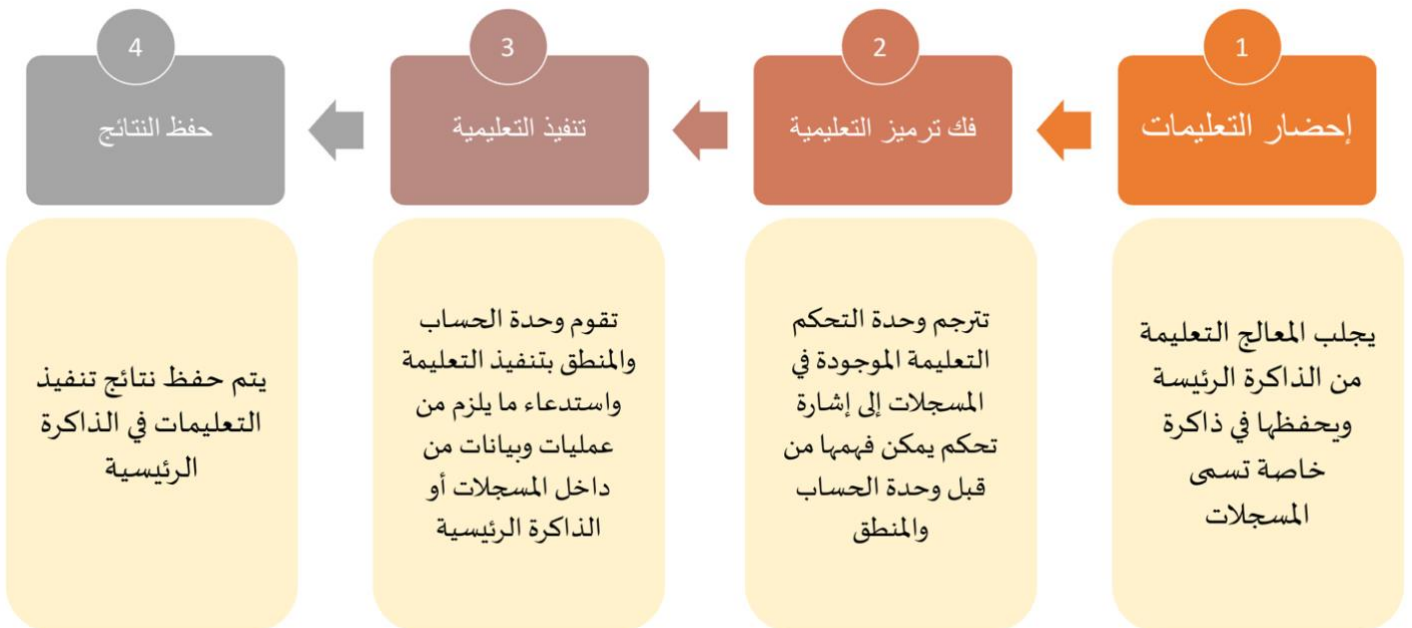 1
إحضار التعليمات
يجلب المعالج التعليمة
من الذاكرة الرئيسة
ويحفظها في ذاكرة
خاصة تسمى
المسجلات
2
فك ترميز التعليمية
تترجم وحدة التحكم
التعليمة الموجودة في
المسجلات إلى إشارة
تحكم يمكن فهمها من
قبل وحدة الحساب
والمنطق
3
تنفيذ التعليمية
تقوم وحدة الحساب
والمنطق بتنفيذ التعليمة
واستدعاء ما يلزم من
عمليات وبيانات من
داخل المسجلات أو
الذاكرة الرئيسية
4
حفظ النتائج
يتم حفظ نتائج تنفيذ
التعليمات في الذاكرة
الرئيسية